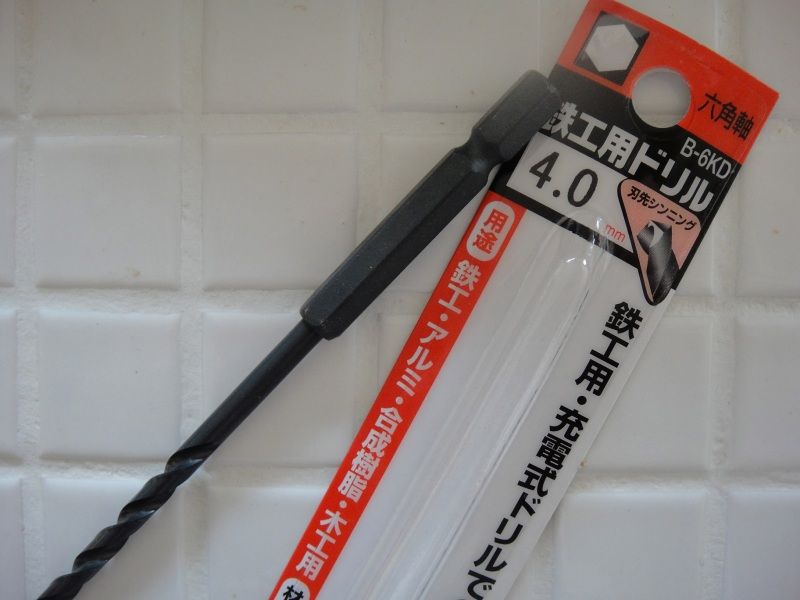 六角軸
B-6KD
鉄工用ドリル
4.0
mm
刃先シンニング
用途
鉄工・アルミ・合成樹脂・木工用
材
鉄工用・充電式ドリルで